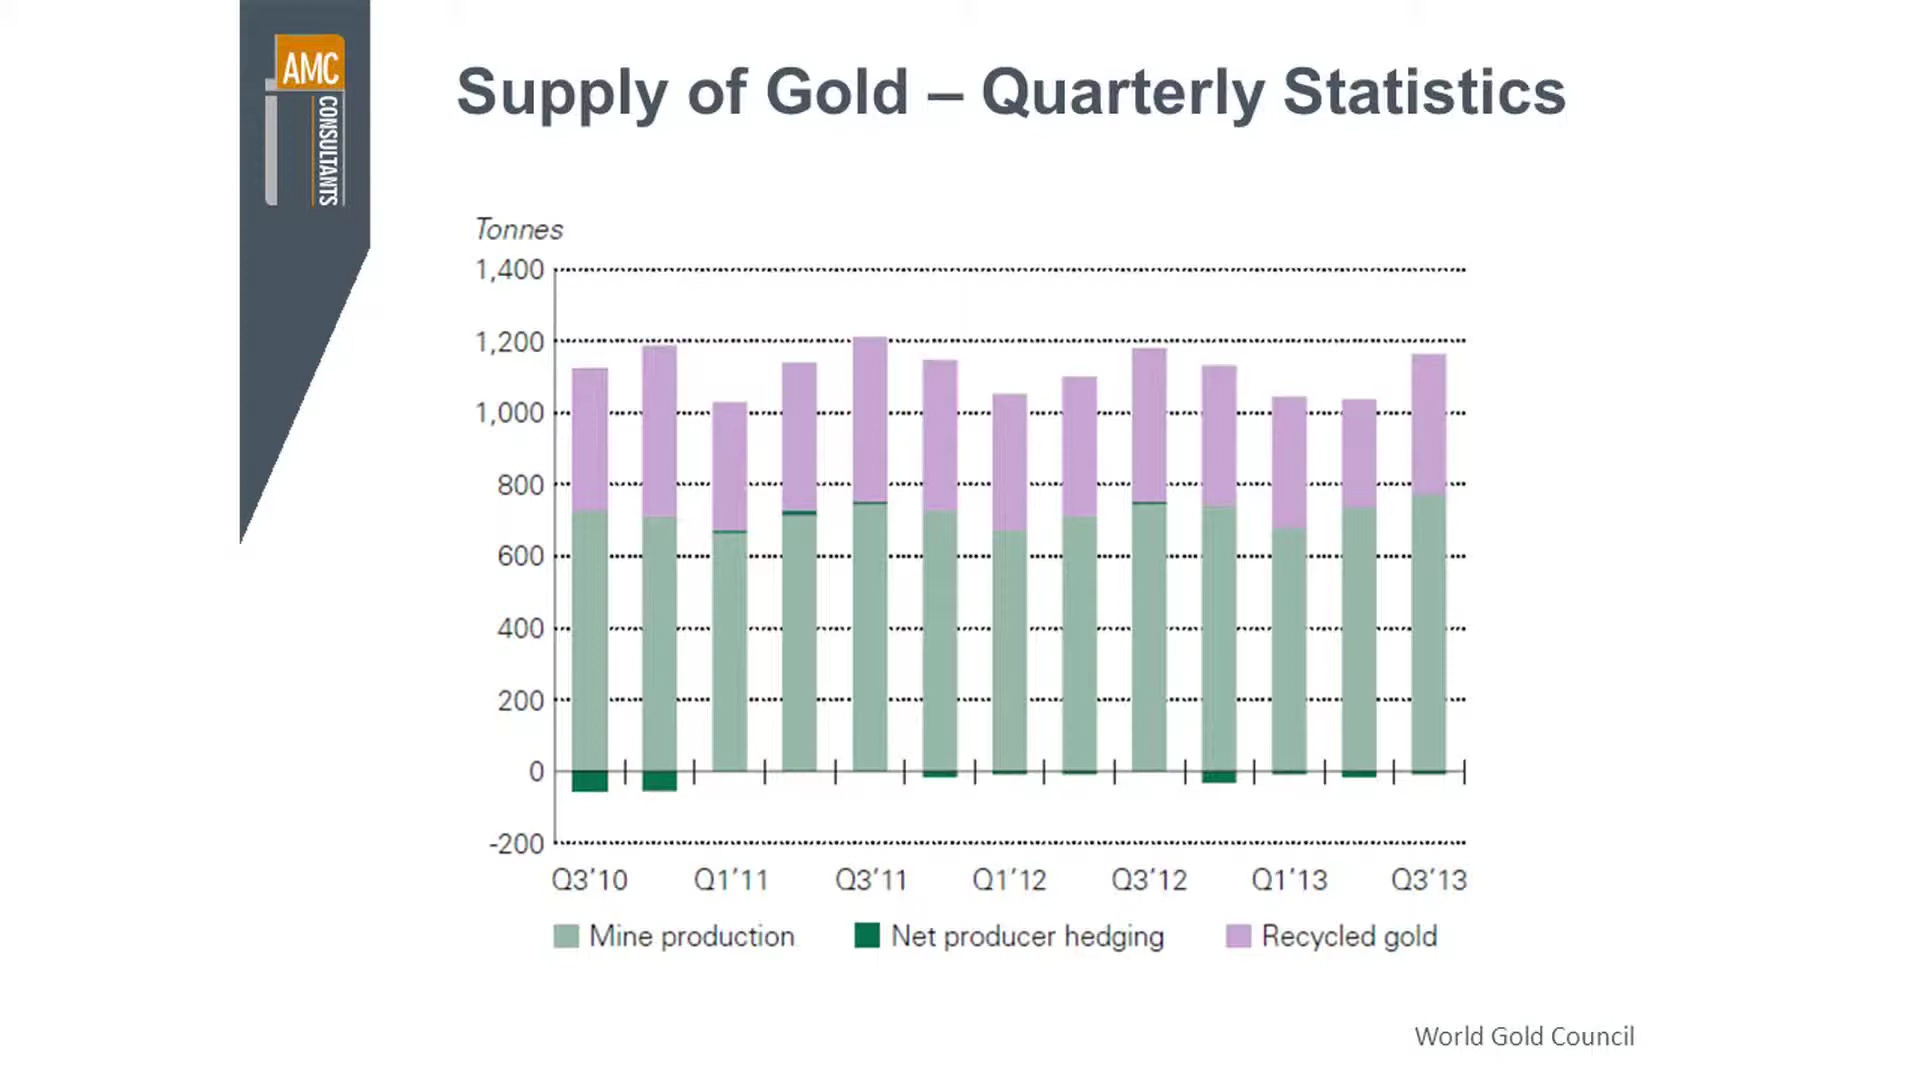 AMC
CONSULTANTS
Supply of Gold – Quarterly Statistics
Tonnes
1,400
1,200
1,000
800
600
400
200
0
-200
Q3'10 Q1'11 Q3'11 Q1'12 Q3'12 Q1'13 Q3'13
Mine production Net producer hedging Recycled gold
World Gold Council